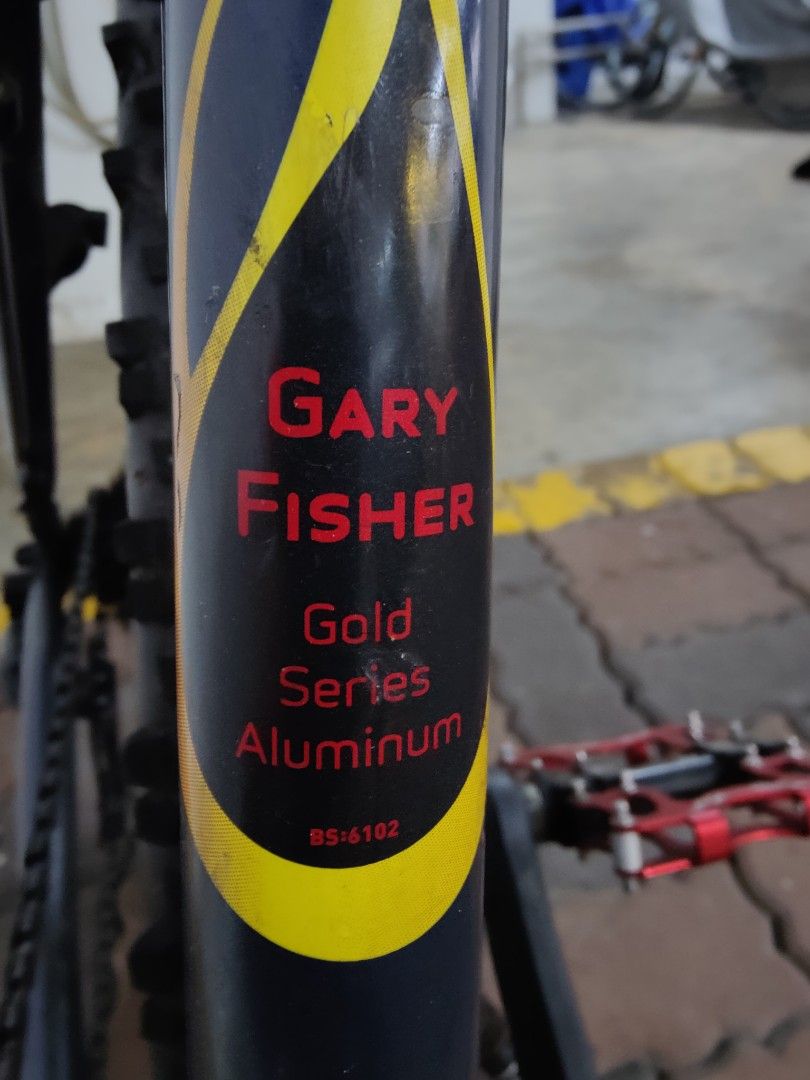 GARY
FISHER
Gold
Series
Aluminum
BS:6102